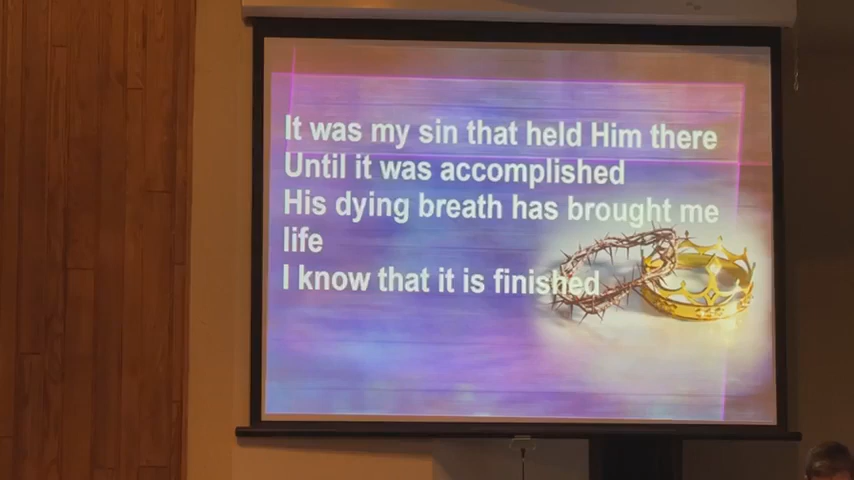 It was my sin that held Him there
Until it was accomplished
His dying breath has brought me
life
I know that it is finished